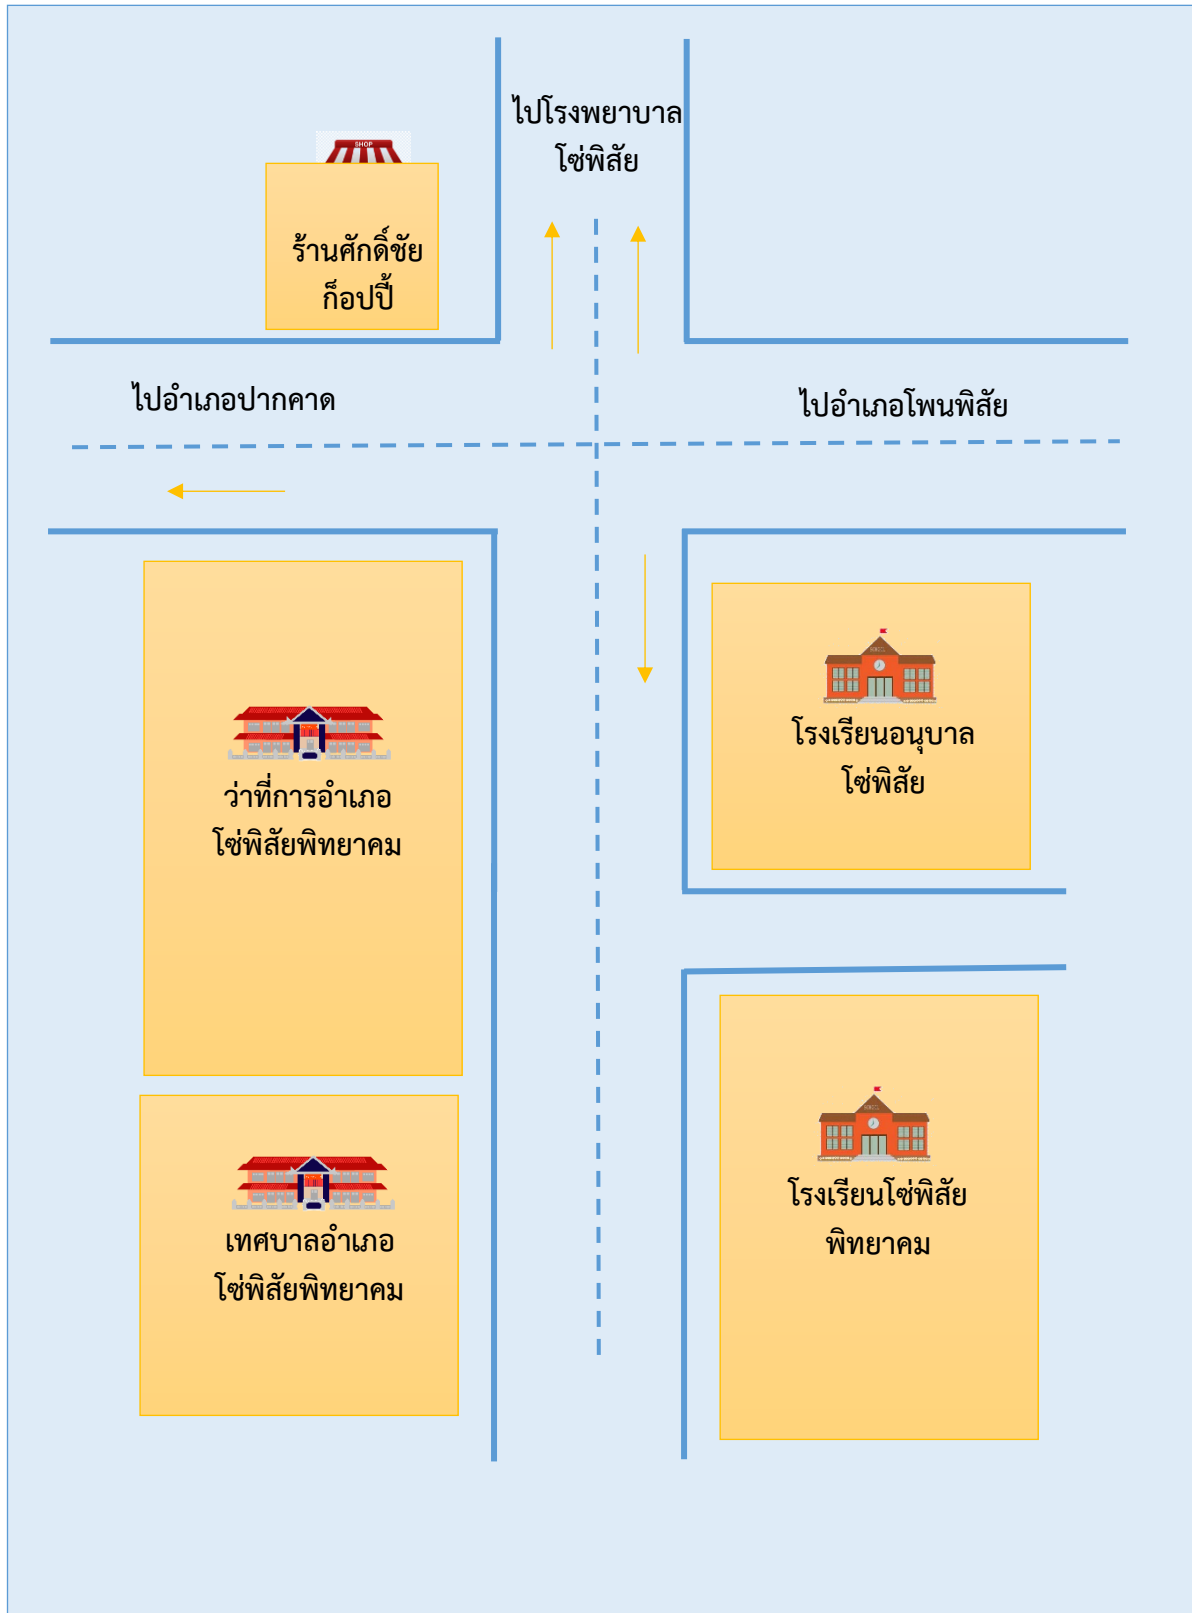 ไปโรงพยาบาล
โซ่พิสัย
SHOP
ร้านศักดิ์ชัย
ก็อปปี้
ไปอำเภอปากคาด
ไปอำเภอโพนพิสัย
โรงเรียนอนุบาล
โซ่พิสัย
ว่าที่การอำเภอ
โซ่พิสัยพิทยาคม
โรงเรียนโซ่พิสัย
พิทยาคม
เทศบาลอำเภอ
โซ่พิสัยพิทยาคม